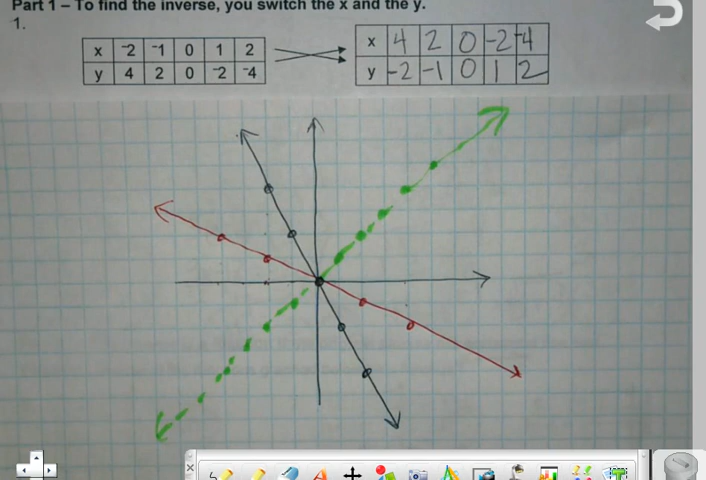 Part 1 – To find the inverse, you switch the x and the y.
1.
x -2 -1 0 1 2
y 4 2 0 -2 -4
x 4 2 0 -2 -4
y -2 -1 0 1 2